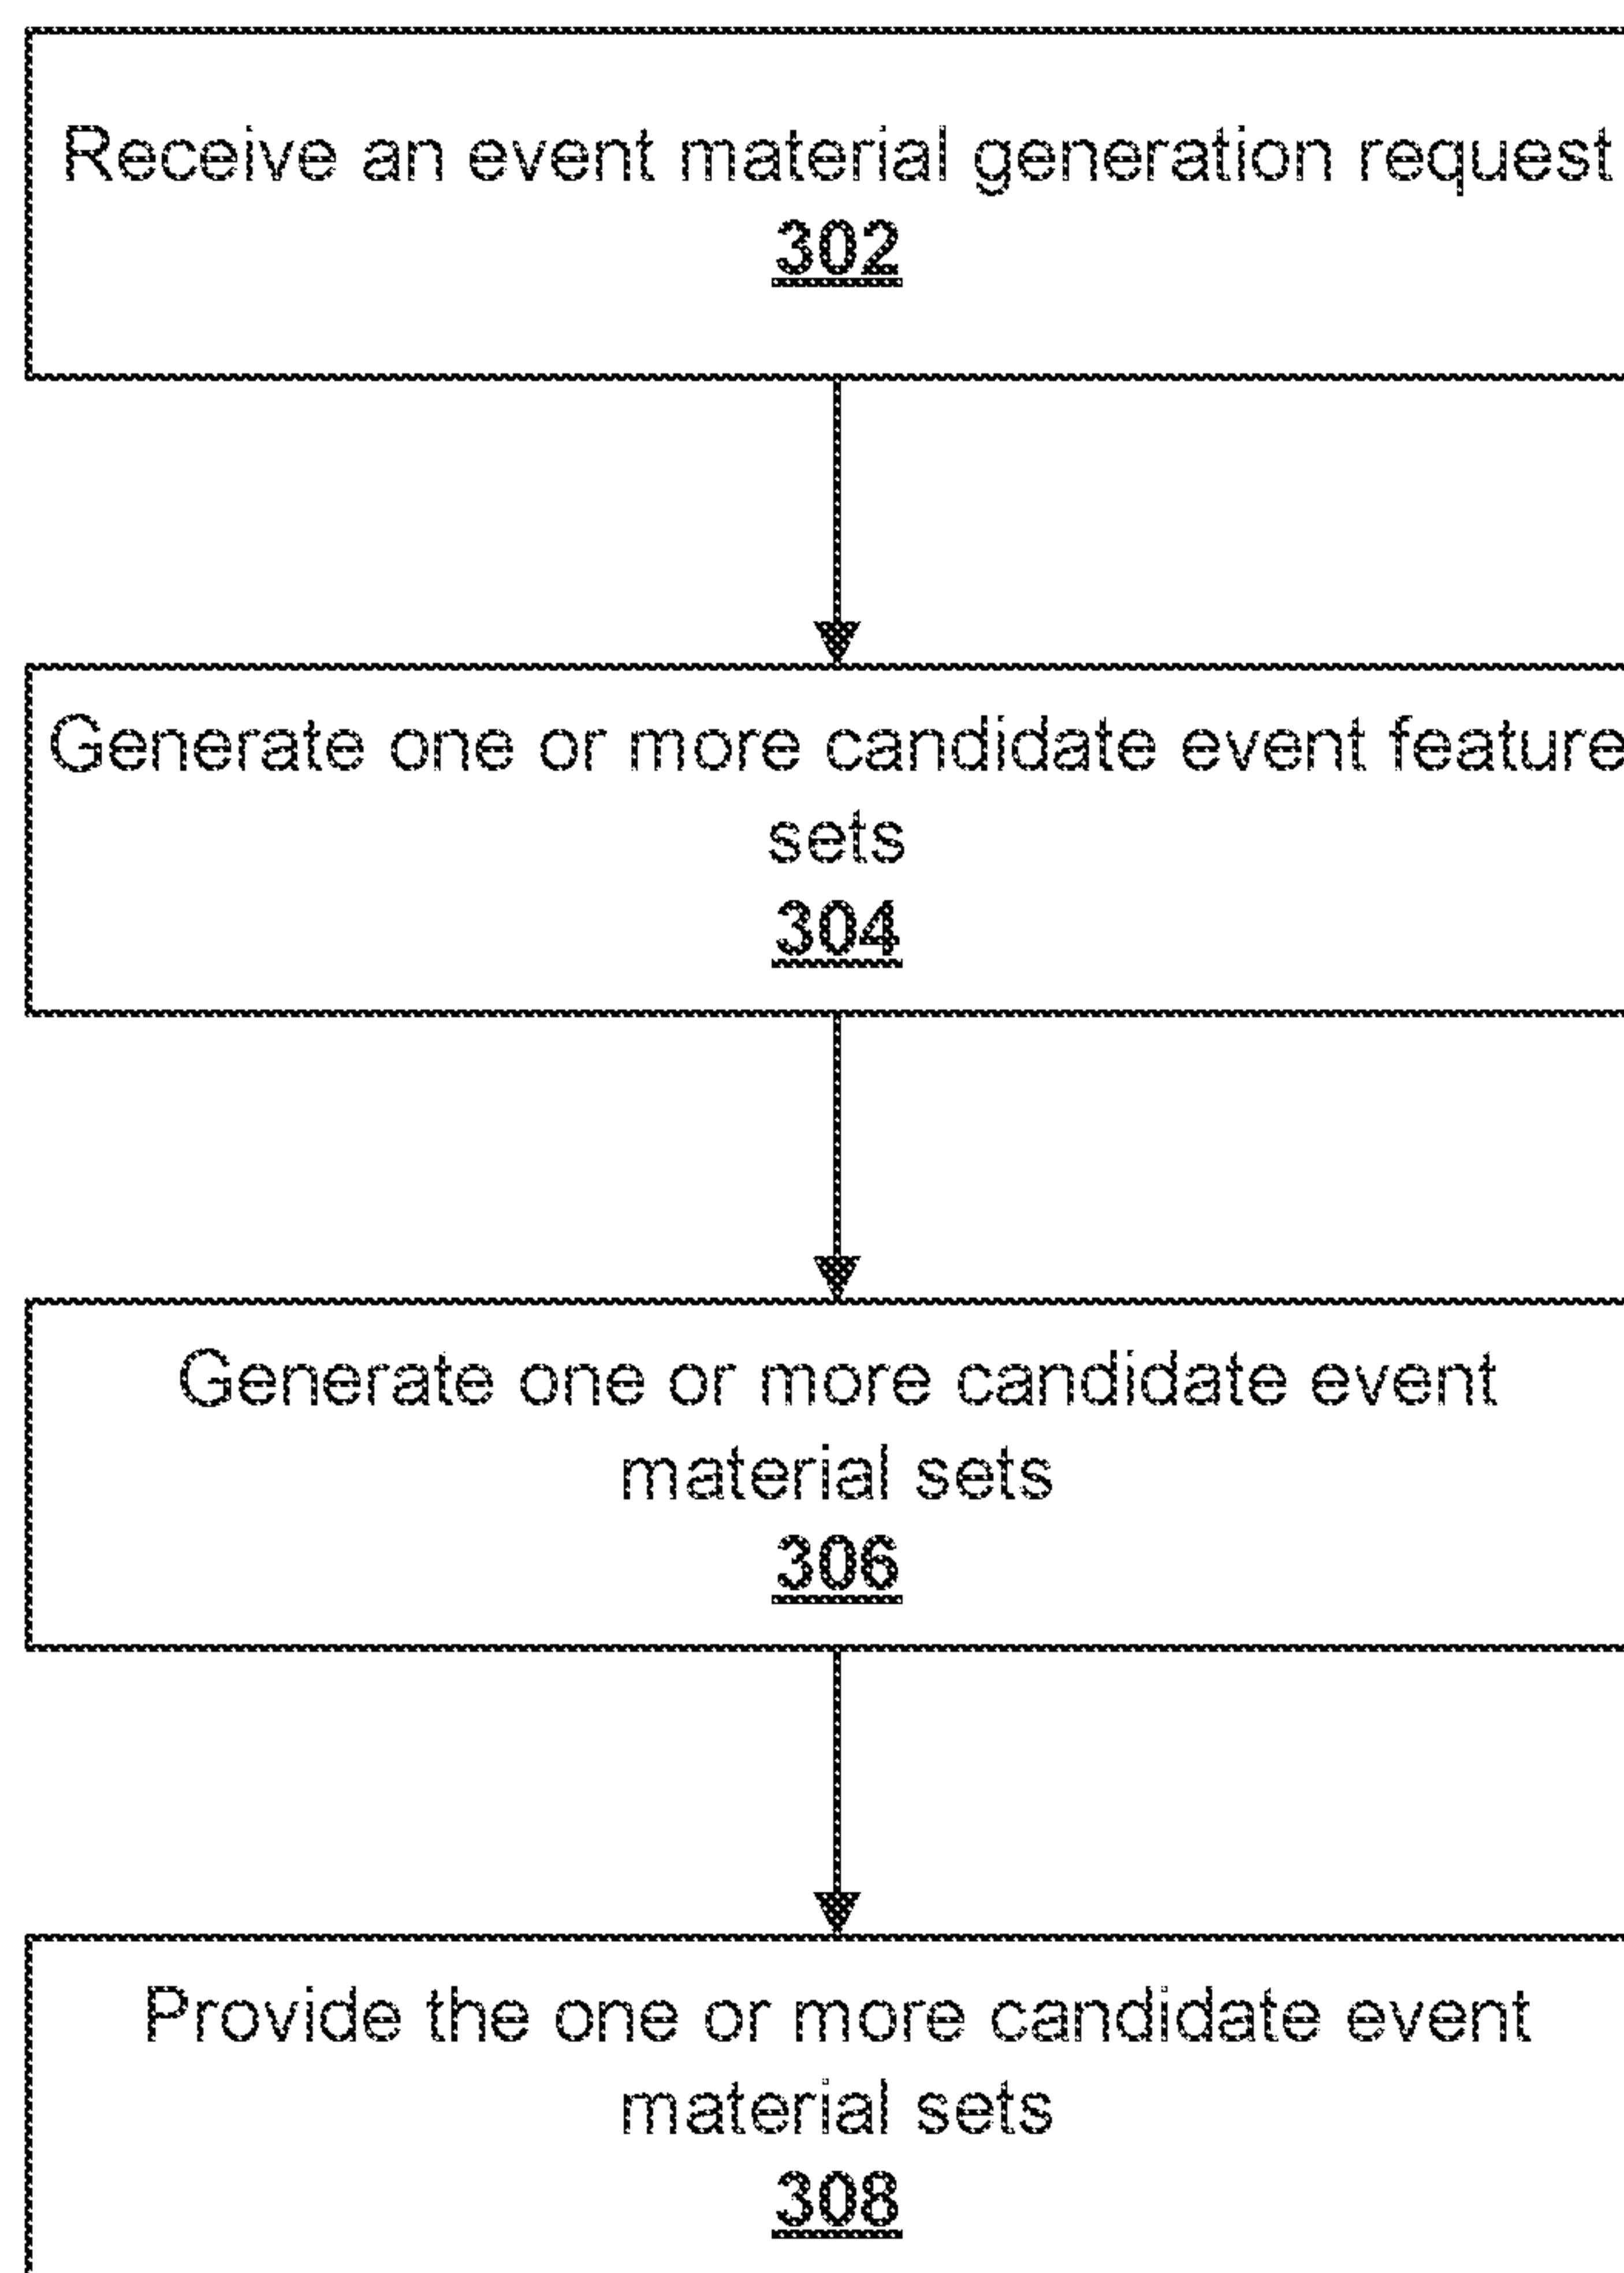 Receive an event material generation request
302
Generate one or more candidate event feature
sets
304
Generate one or more candidate event
material sets
306
Provide the one or more candidate event
material sets
308